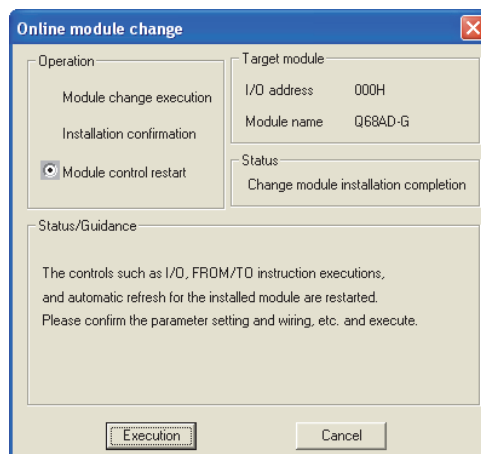 Online module change
Operation
Module change execution
Installation confirmation
Module control restart
Target module
I/O address 000H
Module name Q68AD-G
Status
Change module installation completion
Status/Guidance
The controls such as I/O, FROM/TO instruction executions,
and automatic refresh for the installed module are restarted.
Please confirm the parameter setting and wiring, etc. and execute.
Execution
Cancel